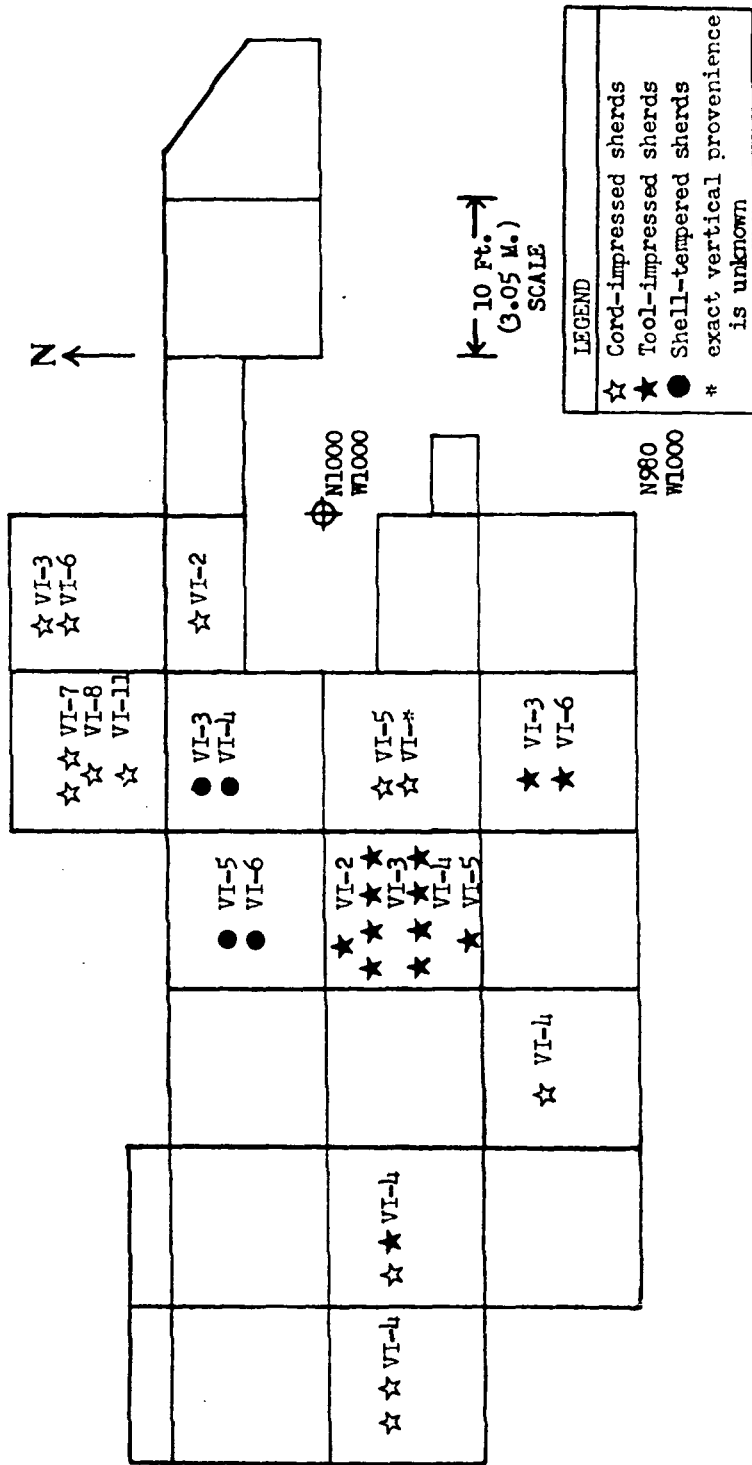 N
VI-3
VI-6
VI-7
VI-8
VI-11
VI-2
VI-3
VI-4
VI-5
VI-6
N1000
W1000
10 Ft.
(3.05 M.)
SCALE
VI-5
VI-*
VI-2
VI-3
VI-4
VI-5
VI-4
VI-4
VI-3
VI-6
VI-4
N980
W1000
LEGEND
☆ Cord-impressed sherds
★ Tool-impressed sherds
● Shell-tempered sherds
* exact vertical provenience
is unknown